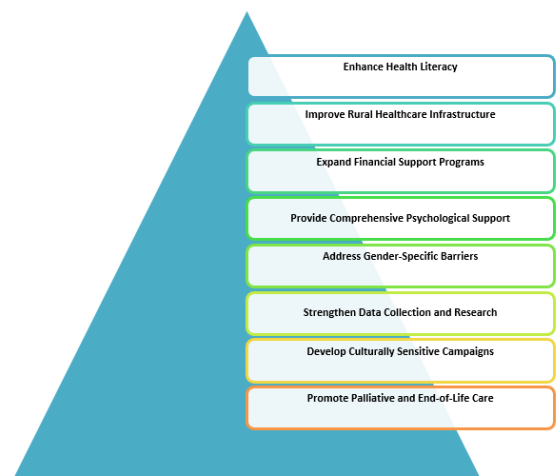 Enhance Health Literacy
Improve Rural Healthcare Infrastructure
Expand Financial Support Programs
Provide Comprehensive Psychological Support
Address Gender-Specific Barriers
Strengthen Data Collection and Research
Develop Culturally Sensitive Campaigns
Promote Palliative and End-of-Life Care